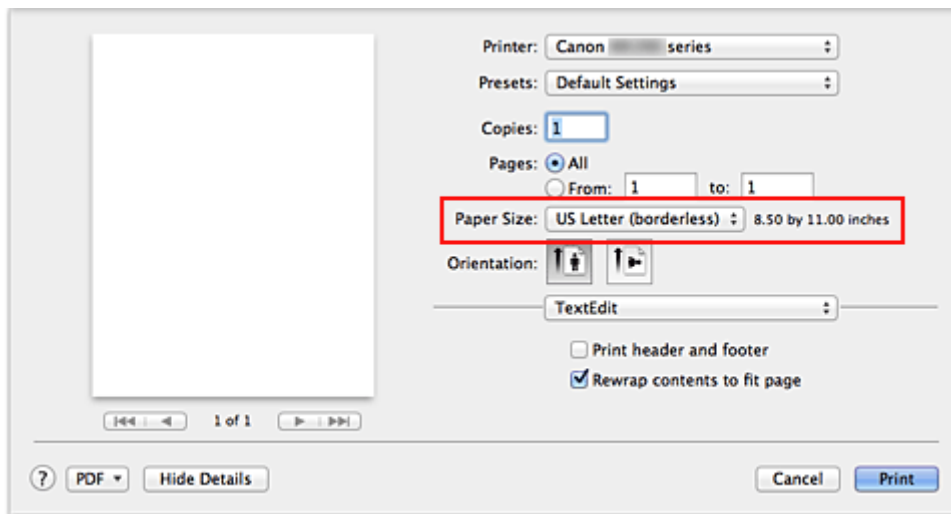 Printer: Canon series
Presets: Default Settings
Copies: 1
Pages: All
From: 1 to: 1
Paper Size: US Letter (borderless) 8.50 by 11.00 inches
Orientation:
TextEdit
Print header and footer
Rewrap contents to fit page
1 of 1
? PDF Hide Details Cancel Print